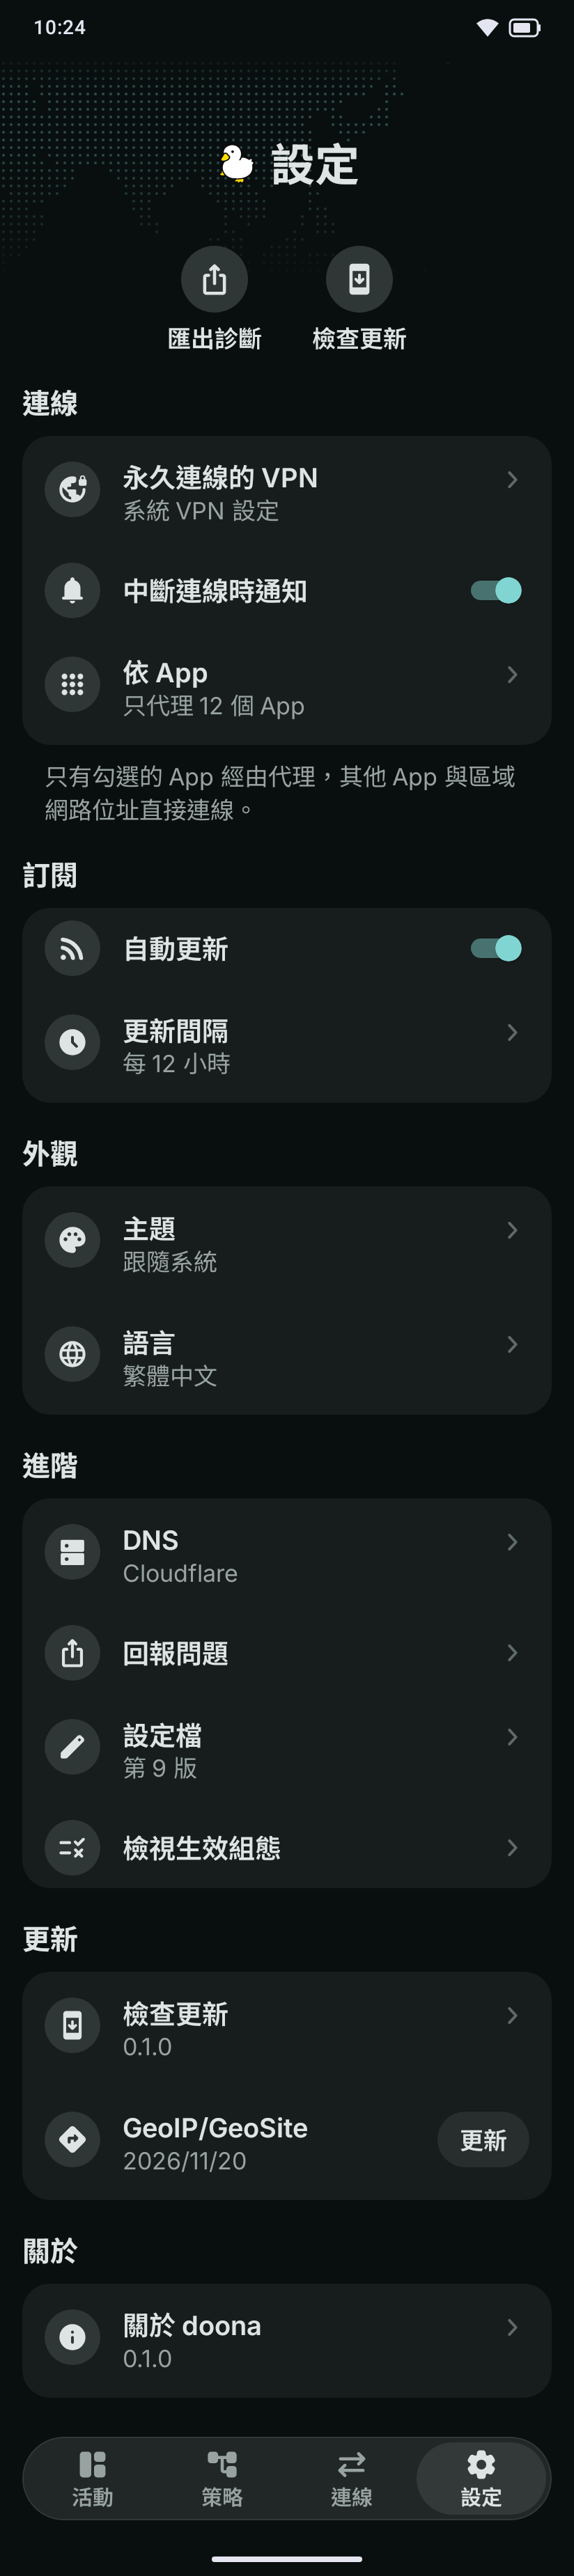 10:24
設定
匯出診斷
檢查更新
連線
永久連線的 VPN
系統 VPN 設定
中斷連線時通知
依 App
只代理 12 個 App
只有勾選的 App 經由代理，其他 App 與區域
網路位址直接連線。
訂閱
自動更新
更新間隔
每 12 小時
外觀
主題
跟隨系統
語言
繁體中文
進階
DNS
Cloudflare
回報問題
設定檔
第 9 版
檢視生效組態
更新
檢查更新
0.1.0
GeoIP/GeoSite
2026/11/20
更新
關於
關於 doona
0.1.0
活動
策略
連線
設定